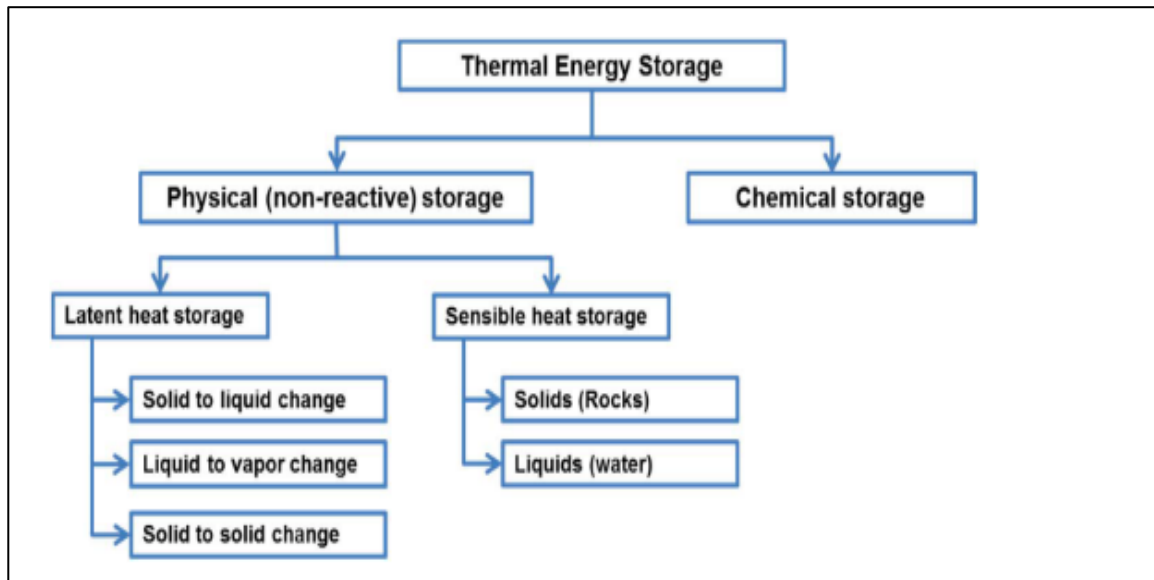 Thermal Energy Storage
Physical (non-reactive) storage
Chemical storage
Latent heat storage
Sensible heat storage
Solid to liquid change
Solids (Rocks)
Liquid to vapor change
Liquids (water)
Solid to solid change